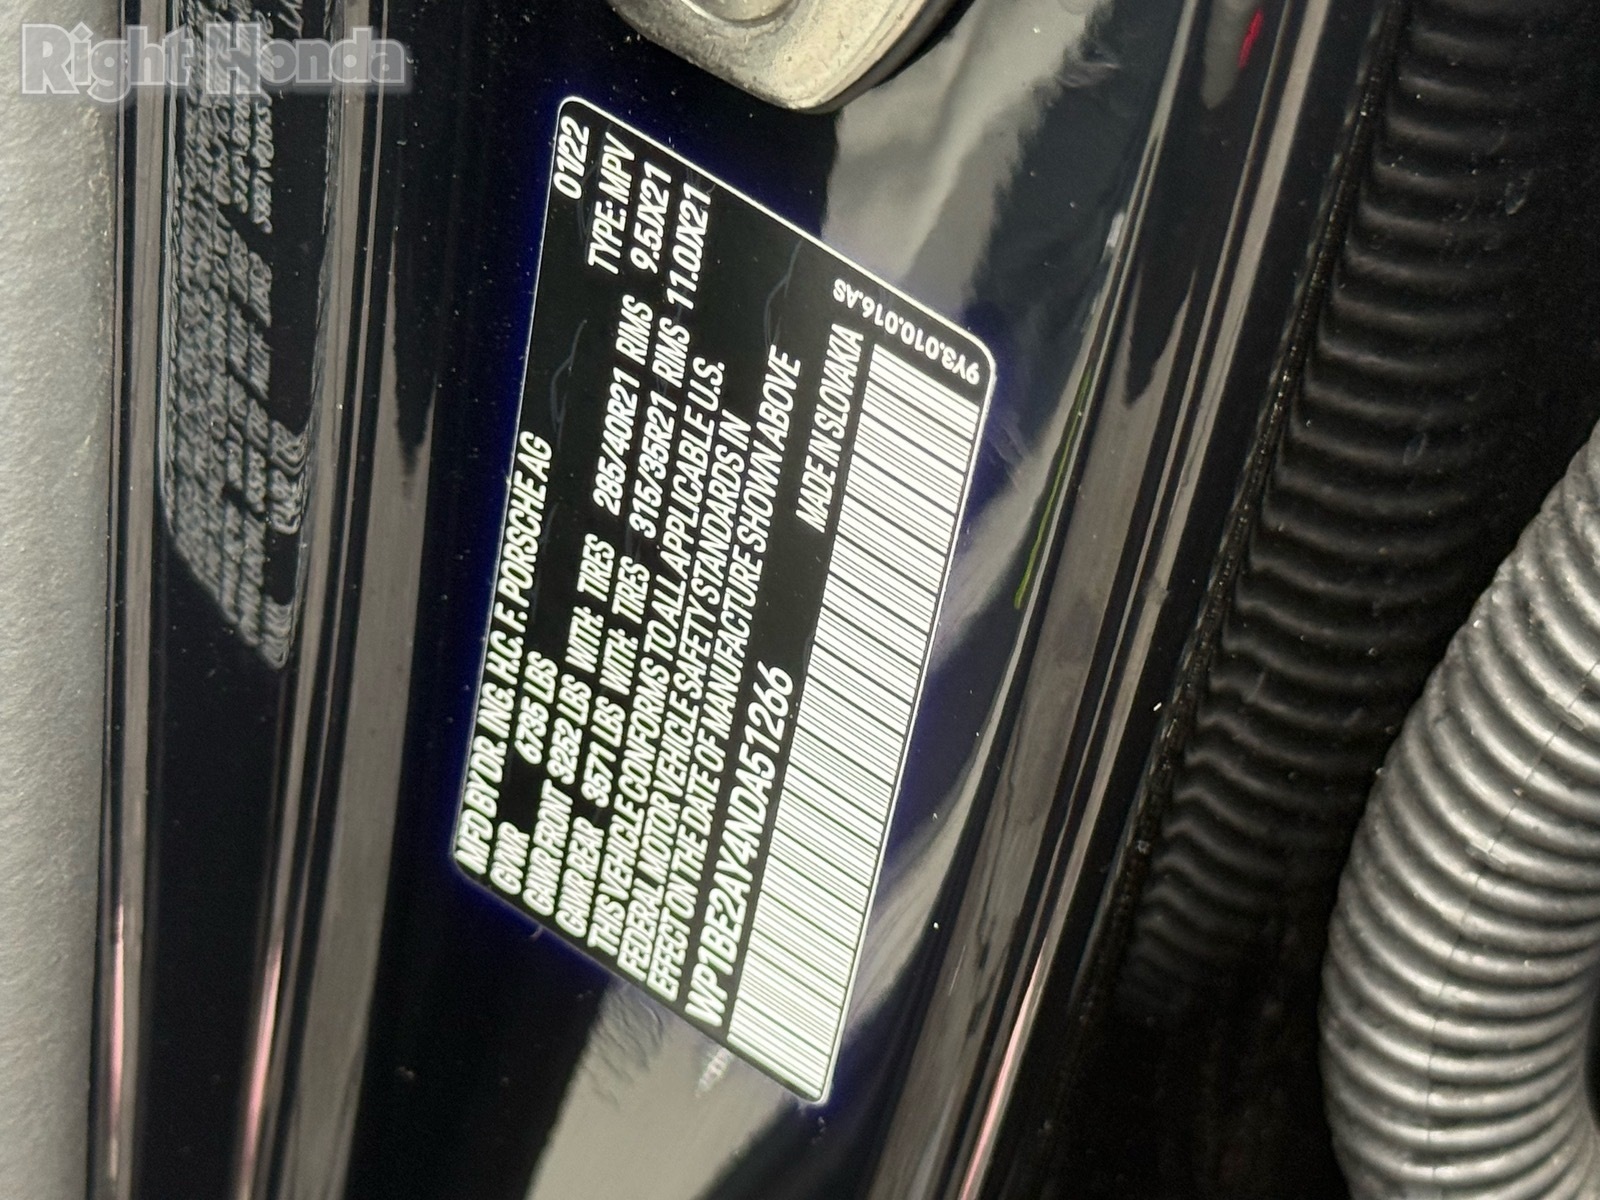 Right Honda
MFD BY DR. ING. H.C. F. PORSCHE AG 01/22
GVWR 6735 LBS TYPE: MPV
GAWR FRONT 3252 LBS WITH: TIRES 285/40R21 RIMS 9.5JX21
GAWR REAR 3571 LBS WITH: TIRES 315/35R21 RIMS 11.0JX21
THIS VEHICLE CONFORMS TO ALL APPLICABLE U.S.
FEDERAL MOTOR VEHICLE SAFETY STANDARDS IN
EFFECT ON THE DATE OF MANUFACTURE SHOWN ABOVE
WP1BE2AY4NDA51266 MADE IN SLOVAKIA
9Y3.010.016.AS